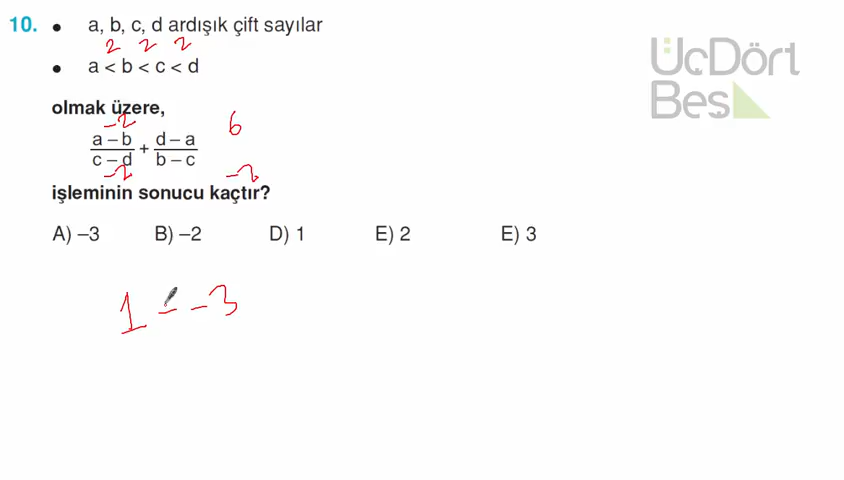 10. • a, b, c, d ardışık çift sayılar
2 2 2
• a < b < c < d
olmak üzere,
-2 6
a – b / c – d + d – a / b – c
-2 -2
işleminin sonucu kaçtır?
A) –3 B) –2 D) 1 E) 2 E) 3
1 - - 3
ÜçDört
Beş